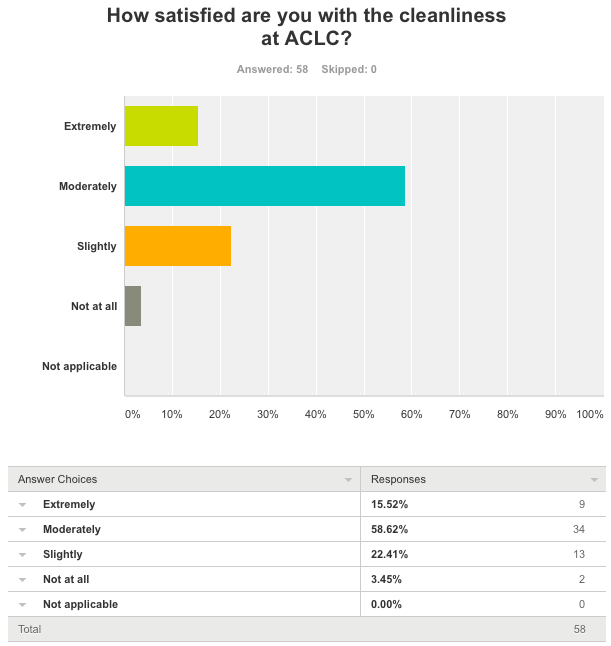 How satisfied are you with the cleanliness
at ACLC?
Answered: 58 Skipped: 0
Extremely
Moderately
Slightly
Not at all
Not applicable
0% 10% 20% 30% 40% 50% 60% 70% 80% 90% 100%
Answer Choices Responses
Extremely 15.52% 9
Moderately 58.62% 34
Slightly 22.41% 13
Not at all 3.45% 2
Not applicable 0.00% 0
Total 58